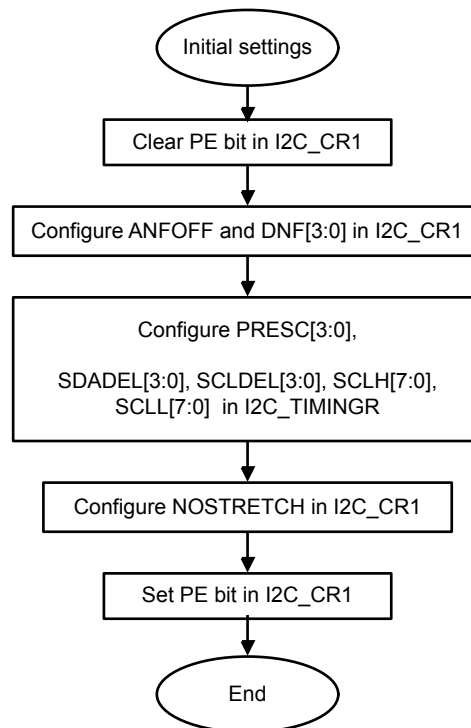 Initial settings
Clear PE bit in I2C_CR1
Configure ANFOFF and DNF[3:0] in I2C_CR1
Configure PRESC[3:0],
SDADEL[3:0], SCLDEL[3:0], SCLH[7:0],
SCLL[7:0] in I2C_TIMINGR
Configure NOSTRETCH in I2C_CR1
Set PE bit in I2C_CR1
End